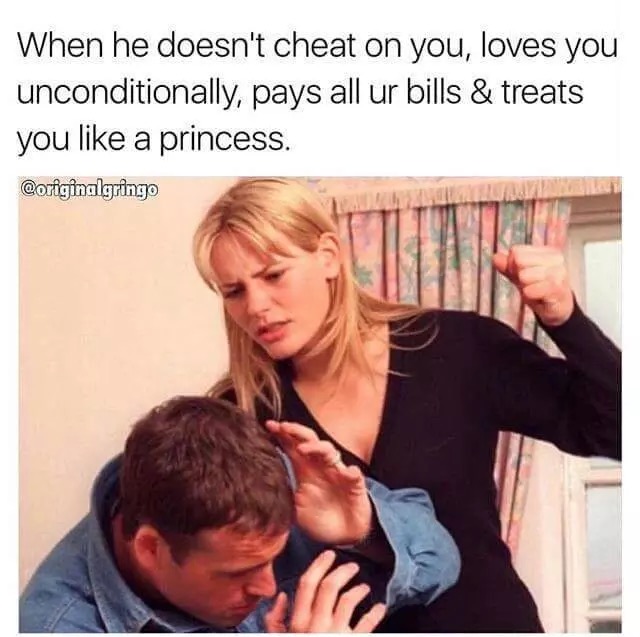 When he doesn't cheat on you, loves you
unconditionally, pays all ur bills & treats
you like a princess.
@originalgringo